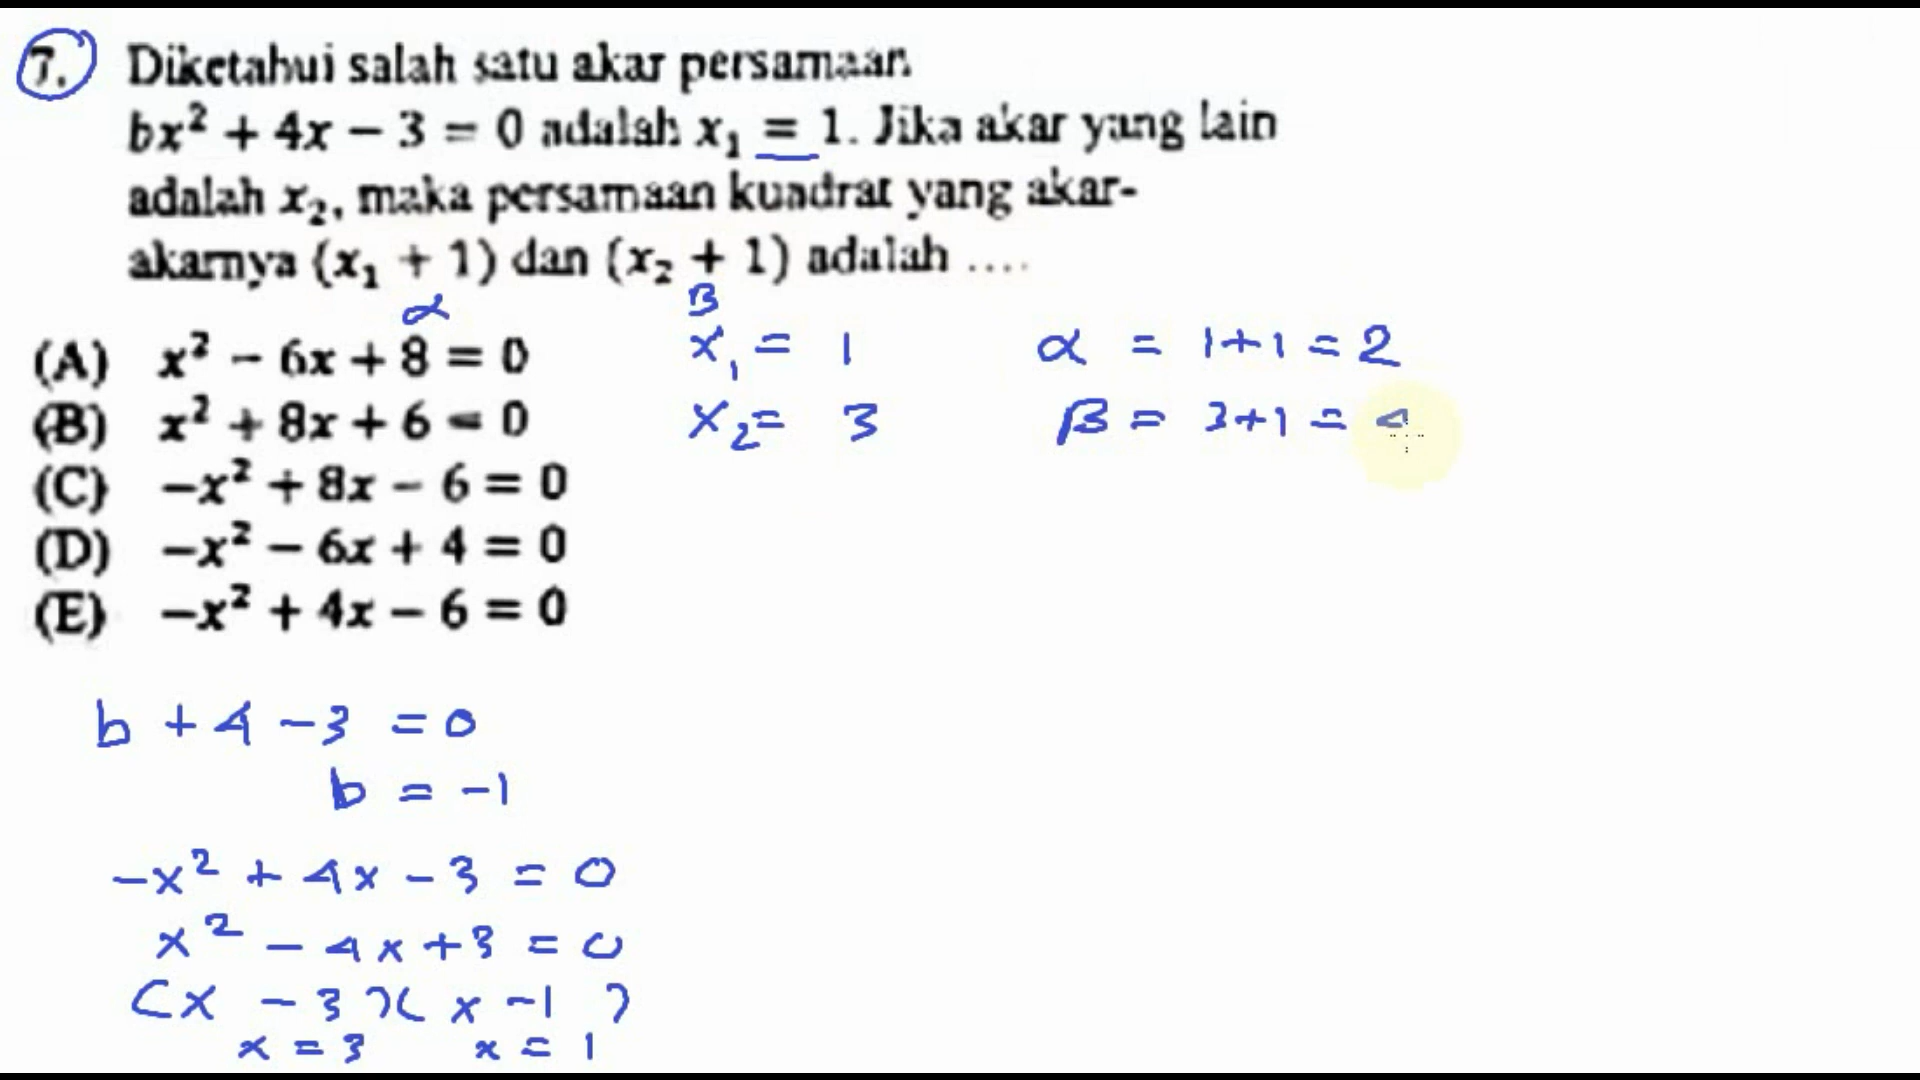 7. Diketahui salah satu akar persamaan
bx² + 4x − 3 = 0 adalah x₁ = 1. Jika akar yang lain
adalah x₂, maka persamaan kuadrat yang akar-
akarnya (x₁ + 1) dan (x₂ + 1) adalah ....
α β
(A) x² − 6x + 8 = 0
(B) x² + 8x + 6 = 0
(C) −x² + 8x − 6 = 0
(D) −x² − 6x + 4 = 0
(E) −x² + 4x − 6 = 0
x₁ = 1
x₂ = 3
α = 1+1 = 2
β = 3+1 = 4
b + 4 − 3 = 0
b = −1
−x² + 4x − 3 = 0
x² − 4x + 3 = 0
(x − 3)(x − 1)
x = 3 x = 1